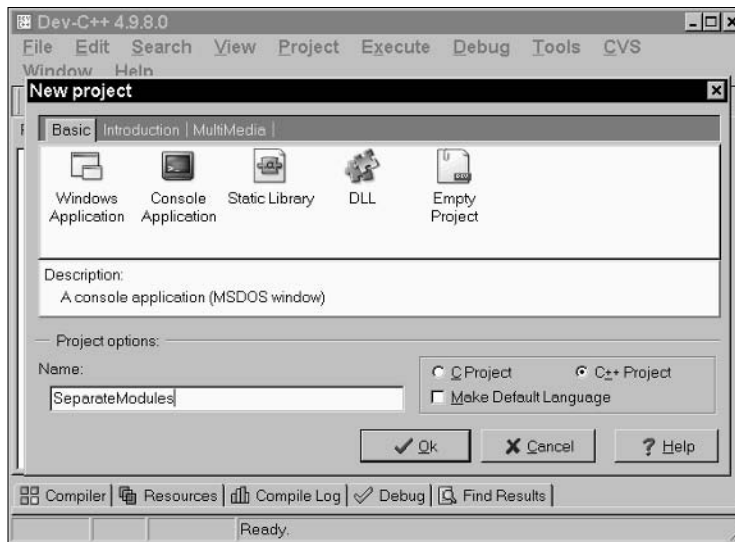 Dev-C++ 4.9.8.0
File Edit Search View Project Execute Debug Tools CVS
Window Help
New project
Basic Introduction MultiMedia
Windows Application
Console Application
Static Library
DLL
Empty Project
Description:
A console application (MSDOS window)
Project options:
Name:
SeparateModules
C Project
C++ Project
Make Default Language
Ok
Cancel
Help
Compiler Resources Compile Log Debug Find Results
Ready.